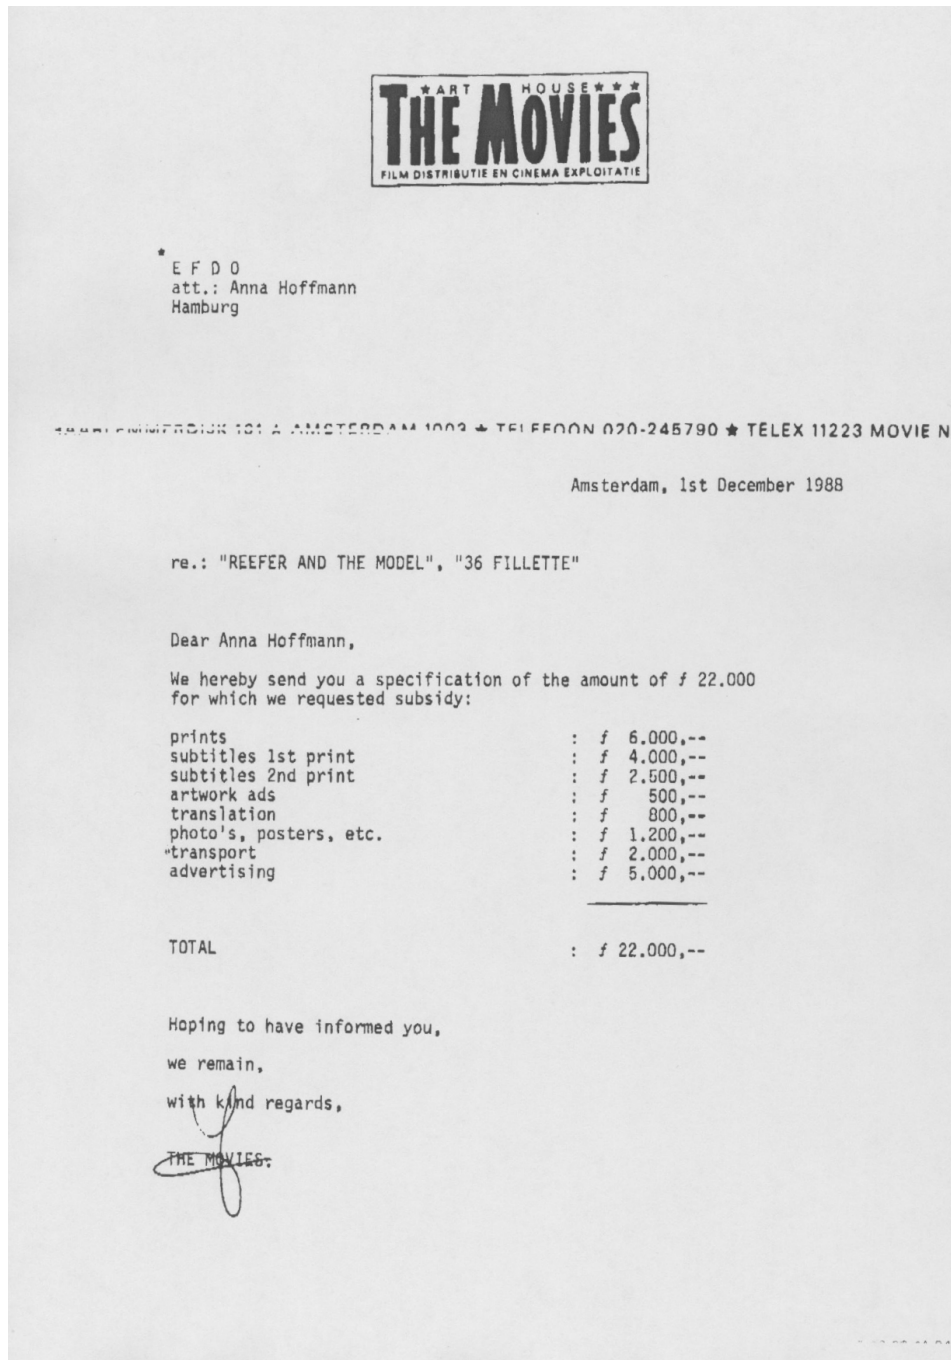 ★ART HOUSE★★★
THE MOVIES
FILM DISTRIBUTIE EN CINEMA EXPLOITATIE
E F D O
att.: Anna Hoffmann
Hamburg
101 A AMSTERDAM 1003 ★ TELEFOON 020-245790 ★ TELEX 11223 MOVIE N
Amsterdam, 1st December 1988
re.: "REEFER AND THE MODEL", "36 FILLETTE"
Dear Anna Hoffmann,
We hereby send you a specification of the amount of ƒ 22.000
for which we requested subsidy:
prints : ƒ 6.000,--
subtitles 1st print : ƒ 4.000,--
subtitles 2nd print : ƒ 2.500,--
artwork ads : ƒ 500,--
translation : ƒ 800,--
photo's, posters, etc. : ƒ 1.200,--
transport : ƒ 2.000,--
advertising : ƒ 5.000,--
TOTAL : ƒ 22.000,--
Hoping to have informed you,
we remain,
with kind regards,
THE MOVIES.